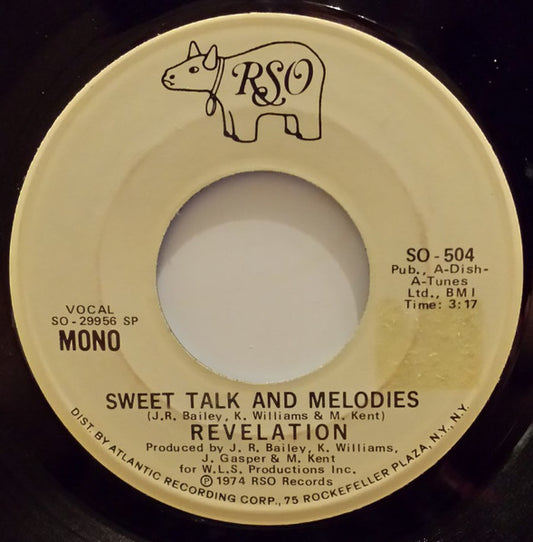 RSO
SO-504
Pub., A-Dish-
A-Tunes
Ltd., BMI
Time: 3:17
VOCAL
SO-29956 SP
MONO
SWEET TALK AND MELODIES
(J.R. Bailey, K. Williams & M. Kent)
REVELATION
Produced by J. R. Bailey, K. Williams,
J. Gasper & M. Kent
for W.L.S. Productions Inc.
Ⓟ 1974 RSO Records
DIST. BY ATLANTIC RECORDING CORP., 75 ROCKEFELLER PLAZA, N.Y., N.Y.